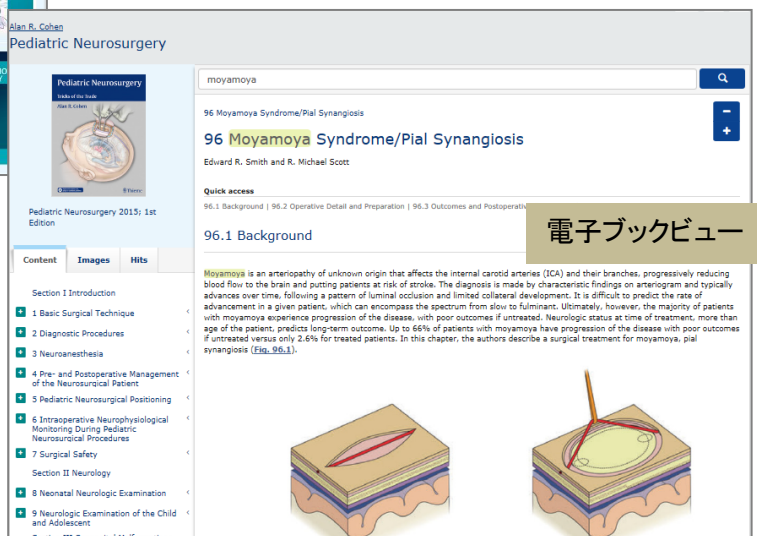 Alan R. Cohen
Pediatric Neurosurgery
Pediatric Neurosurgery
Tricks of the Trade
Alan R. Cohen
Thieme
Pediatric Neurosurgery 2015; 1st
Edition
Content Images Hits
Section I Introduction
1 Basic Surgical Technique
2 Diagnostic Procedures
3 Neuroanesthesia
4 Pre- and Postoperative Management
of the Neurosurgical Patient
5 Pediatric Neurosurgical Positioning
6 Intraoperative Neurophysiological
Monitoring During Pediatric
Neurosurgical Procedures
7 Surgical Safety
Section II Neurology
8 Neonatal Neurologic Examination
9 Neurologic Examination of the Child
and Adolescent
moyamoya
96 Moyamoya Syndrome/Pial Synangiosis
96 Moyamoya Syndrome/Pial Synangiosis
Edward R. Smith and R. Michael Scott
Quick access
96.1 Background | 96.2 Operative Detail and Preparation | 96.3 Outcomes and Postoperativ
電子ブックビュー
96.1 Background
Moyamoya is an arteriopathy of unknown origin that affects the internal carotid arteries (ICA) and their branches, progressively reducing
blood flow to the brain and putting patients at risk of stroke. The diagnosis is made by characteristic findings on arteriogram and typically
advances over time, following a pattern of luminal occlusion and limited collateral development. It is difficult to predict the rate of
advancement in a given patient, which can encompass the spectrum from slow to fulminant. Ultimately, however, the majority of patients
with moyamoya experience progression of the disease, with poor outcomes if untreated. Neurologic status at time of treatment, more than
age of the patient, predicts long-term outcome. Up to 66% of patients with moyamoya have progression of the disease with poor outcomes
if untreated versus only 2.6% for treated patients. In this chapter, the authors describe a surgical treatment for moyamoya, pial
synangiosis (Fig. 96.1).